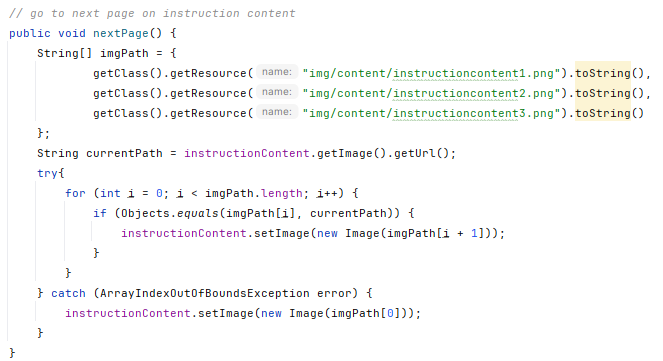 // go to next page on instruction content
public void nextPage() {
String[] imgPath = {
getClass().getResource( name: "img/content/instructioncontent1.png").toString(),
getClass().getResource( name: "img/content/instructioncontent2.png").toString(),
getClass().getResource( name: "img/content/instructioncontent3.png").toString()
};
String currentPath = instructionContent.getImage().getUrl();
try{
for (int i = 0; i < imgPath.length; i++) {
if (Objects.equals(imgPath[i], currentPath)) {
instructionContent.setImage(new Image(imgPath[i + 1]));
}
}
} catch (ArrayIndexOutOfBoundsException error) {
instructionContent.setImage(new Image(imgPath[0]));
}
}